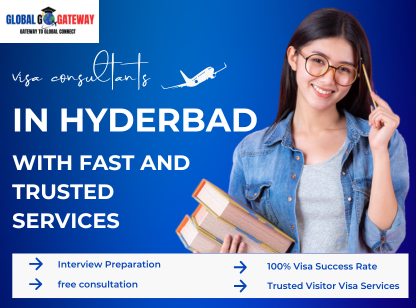 GLOBAL GATEWAY
GATEWAY TO GLOBAL CONNECT
visa consultants
IN HYDERBAD
WITH FAST AND
TRUSTED
SERVICES
Interview Preparation
free consultation
100% Visa Success Rate
Trusted Visitor Visa Services